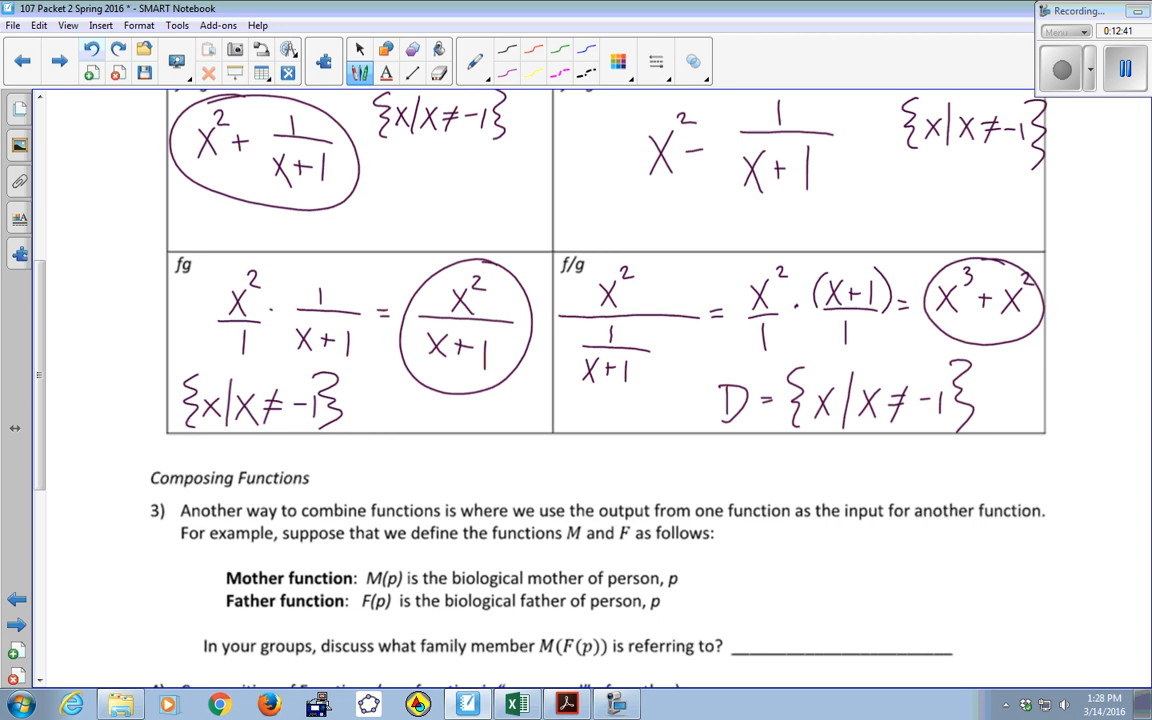 107 Packet 2 Spring 2016 * - SMART Notebook
File Edit View Insert Format Tools Add-ons Help
Recording...
Menu
0:12:41
x² + 1/(x+1) {x|x≠-1}
x² - 1/(x+1) {x|x≠-1}
fg
x²/1 · 1/(x+1) = x²/(x+1)
{x|x≠-1}
f/g
x²/(1/(x+1)) = x²/1 · (x+1)/1 = x³ + x²
D = {x|x≠-1}
Composing Functions
3) Another way to combine functions is where we use the output from one function as the input for another function.
For example, suppose that we define the functions M and F as follows:
Mother function: M(p) is the biological mother of person, p
Father function: F(p) is the biological father of person, p
In your groups, discuss what family member M(F(p)) is referring to? ____________________
1:28 PM
3/14/2016